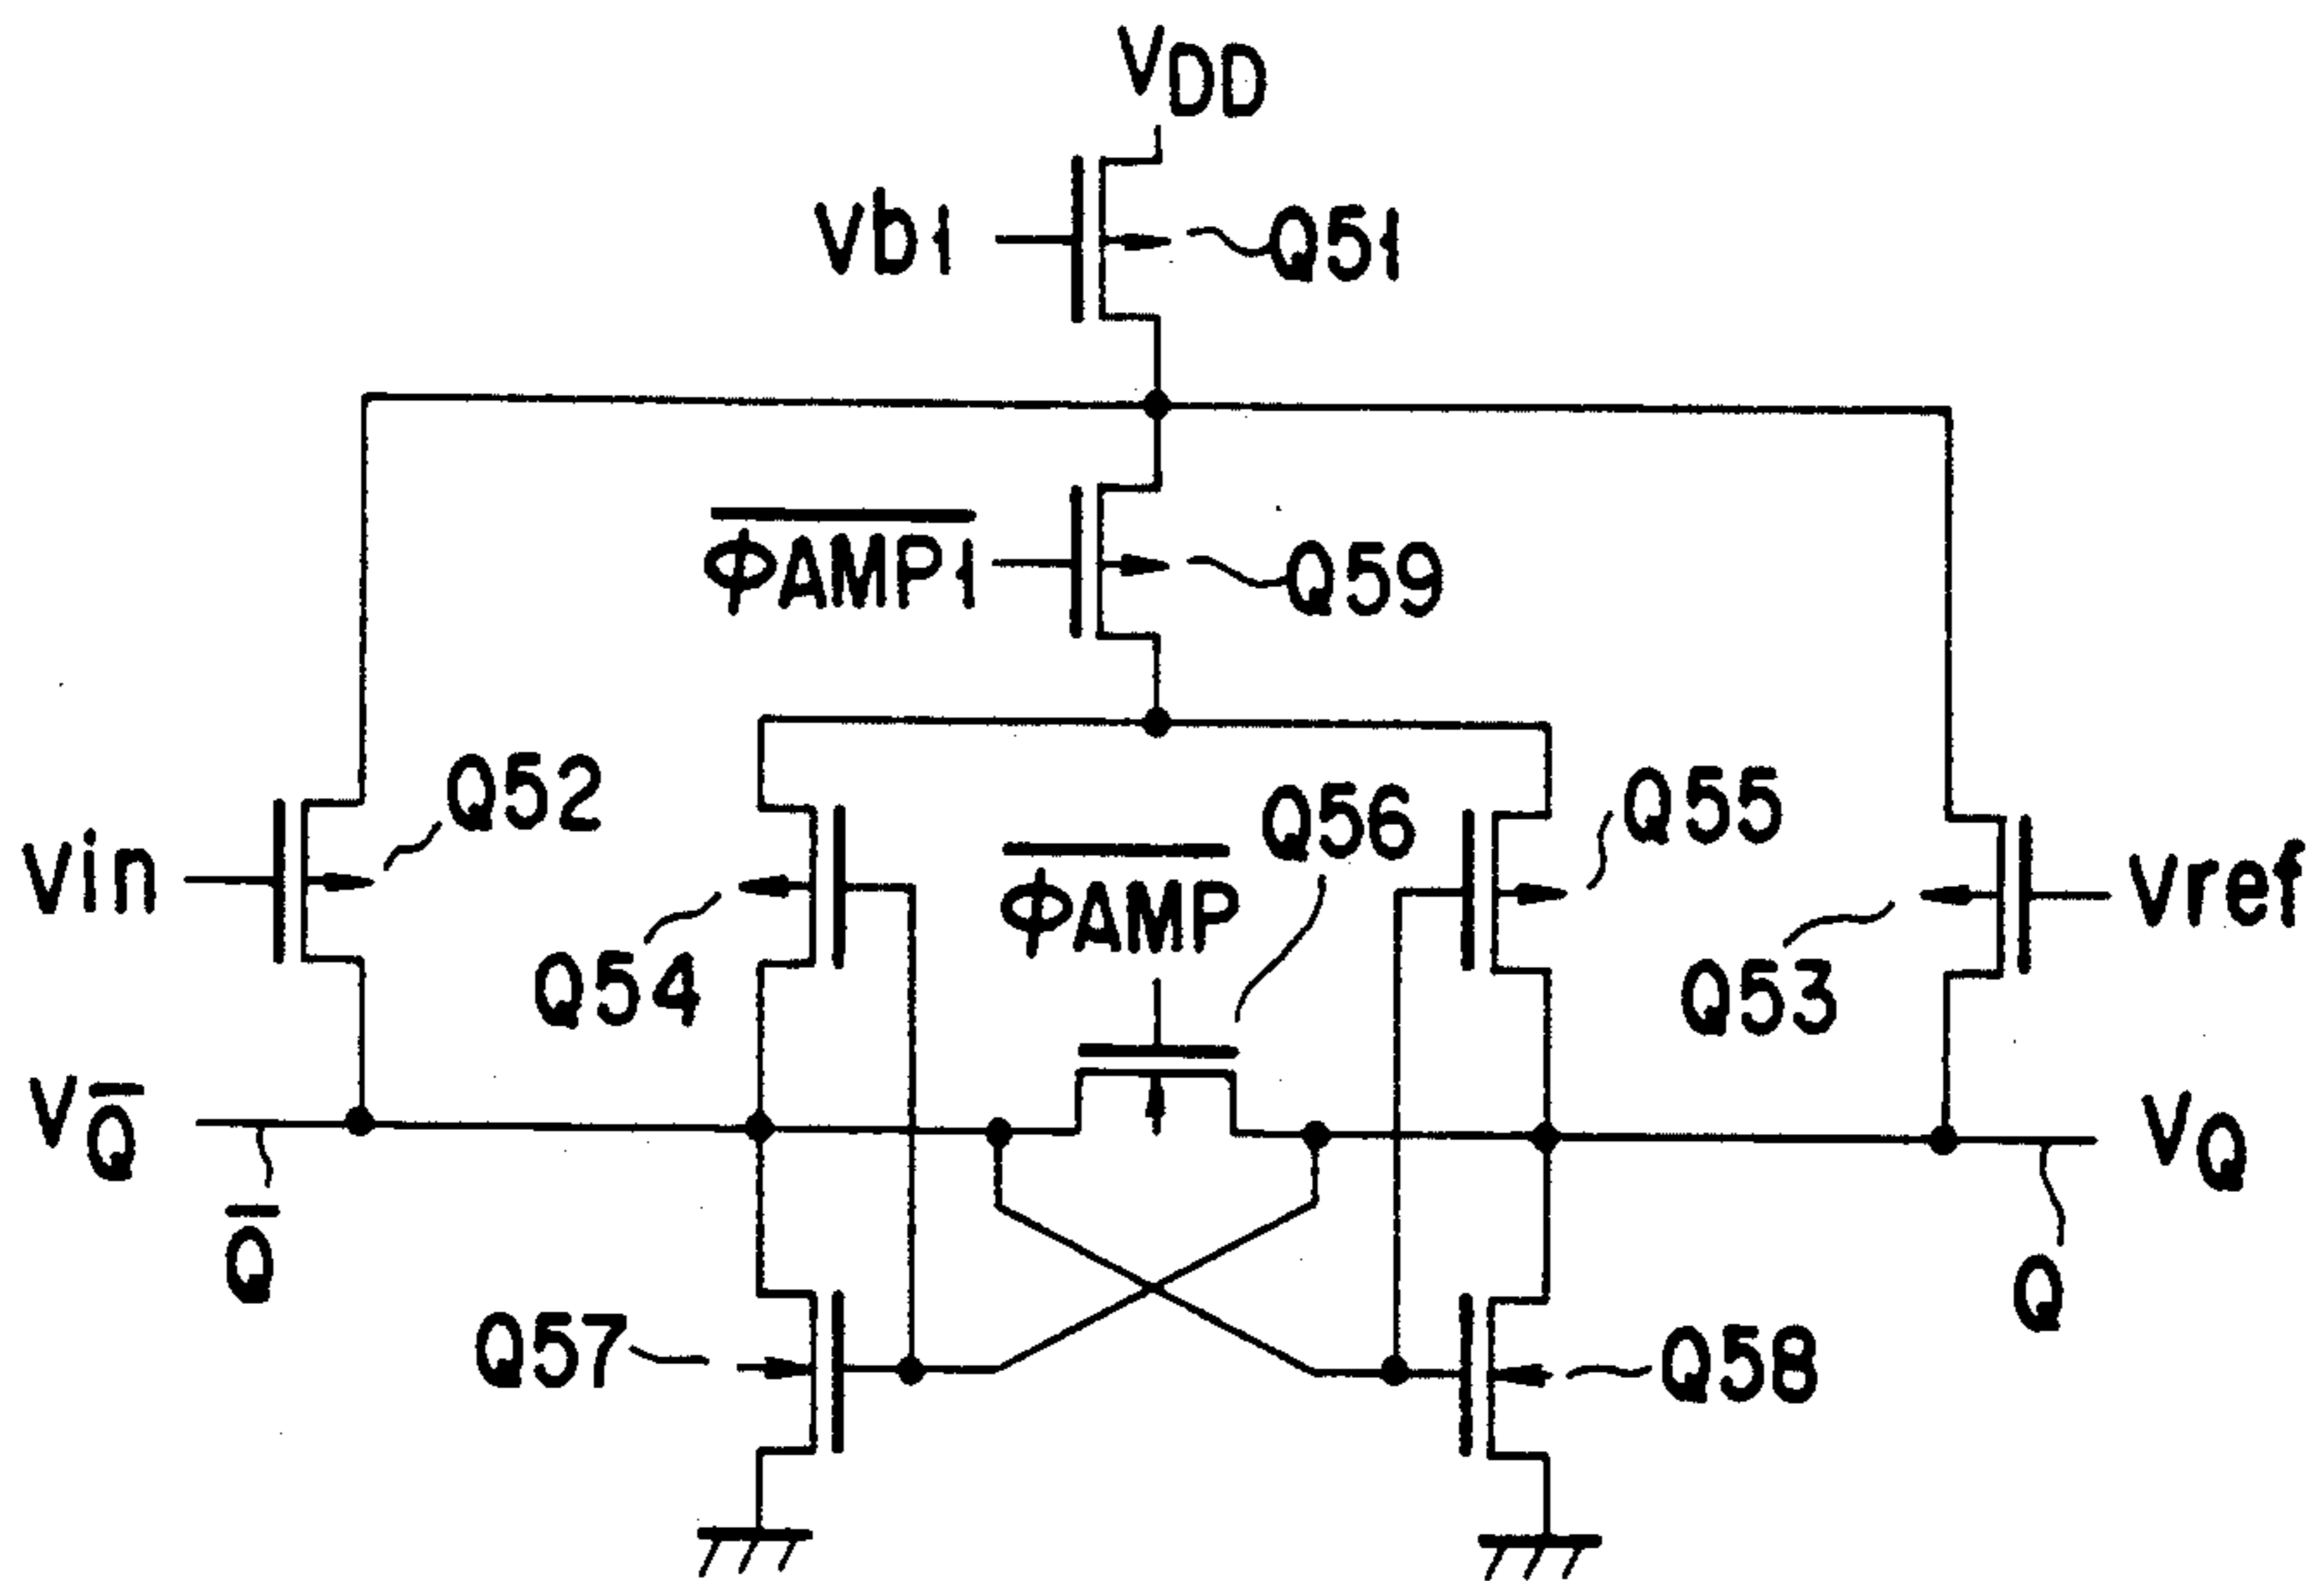 VDD
Vb1
Q51
φAMP1
Q59
Q52
Q56
Q55
Vin
φAMP
Vref
Q54
Q53
VQ̅
VQ
Q̅
Q
Q57
Q58